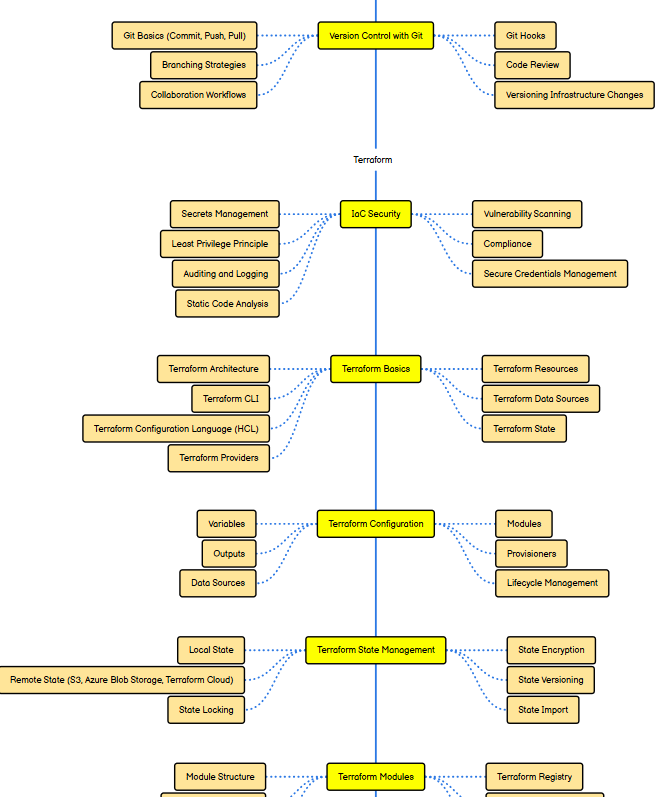 Git Basics (Commit, Push, Pull)
Version Control with Git
Git Hooks
Branching Strategies
Code Review
Collaboration Workflows
Versioning Infrastructure Changes
Terraform
Secrets Management
IaC Security
Vulnerability Scanning
Least Privilege Principle
Compliance
Auditing and Logging
Secure Credentials Management
Static Code Analysis
Terraform Architecture
Terraform Basics
Terraform Resources
Terraform CLI
Terraform Data Sources
Terraform Configuration Language (HCL)
Terraform State
Terraform Providers
Variables
Terraform Configuration
Modules
Outputs
Provisioners
Data Sources
Lifecycle Management
Local State
Terraform State Management
State Encryption
Remote State (S3, Azure Blob Storage, Terraform Cloud)
State Versioning
State Locking
State Import
Module Structure
Terraform Modules
Terraform Registry